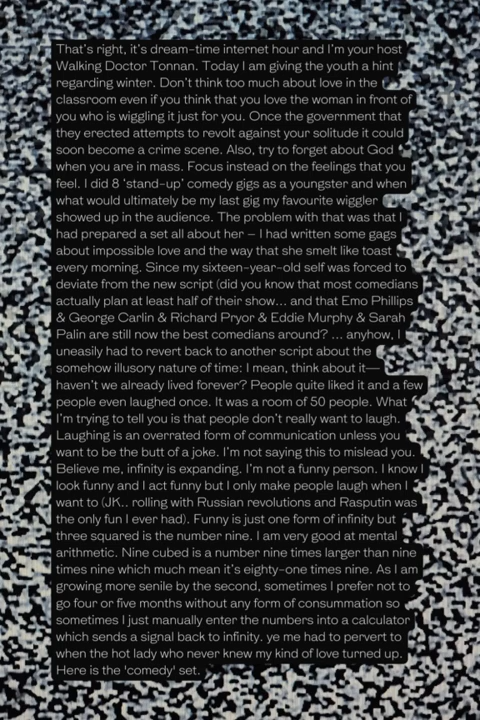 That's right, it's dream-time internet hour and I'm your host
Walking Doctor Tonnan. Today I am giving the youth a hint
regarding winter. Don't think too much about love in the
classroom even if you think that you love the woman in front of
you who is wiggling it just for you. Once the government that
they erected attempts to revolt against your solitude it could
soon become a crime scene. Also, try to forget about God
when you are in mass. Focus instead on the feelings that you
feel. I did 8 'stand-up' comedy gigs as a youngster and when
what would ultimately be my last gig my favourite wiggler
showed up in the audience. The problem with that was that I
had prepared a set all about her – I had written some gags
about impossible love and the way that she smelt like toast
every morning. Since my sixteen-year-old self was forced to
deviate from the new script (did you know that most comedians
actually plan at least half of their show... and that Emo Phillips
& George Carlin & Richard Pryor & Eddie Murphy & Sarah
Palin are still now the best comedians around? ... anyhow, I
uneasily had to revert back to another script about the
somehow illusory nature of time: I mean, think about it—
haven't we already lived forever? People quite liked it and a few
people even laughed once. It was a room of 50 people. What
I'm trying to tell you is that people don't really want to laugh.
Laughing is an overrated form of communication unless you
want to be the butt of a joke. I'm not saying this to mislead you.
Believe me, infinity is expanding. I'm not a funny person. I know I
look funny and I act funny but I only make people laugh when I
want to (JK.. rolling with Russian revolutions and Rasputin was
the only fun I ever had). Funny is just one form of infinity but
three squared is the number nine. I am very good at mental
arithmetic. Nine cubed is a number nine times larger than nine
times nine which much mean it's eighty-one times nine. As I am
growing more senile by the second, sometimes I prefer not to
go four or five months without any form of consummation so
sometimes I just manually enter the numbers into a calculator
which sends a signal back to infinity. ye me had to pervert to
when the hot lady who never knew my kind of love turned up.
Here is the 'comedy' set.